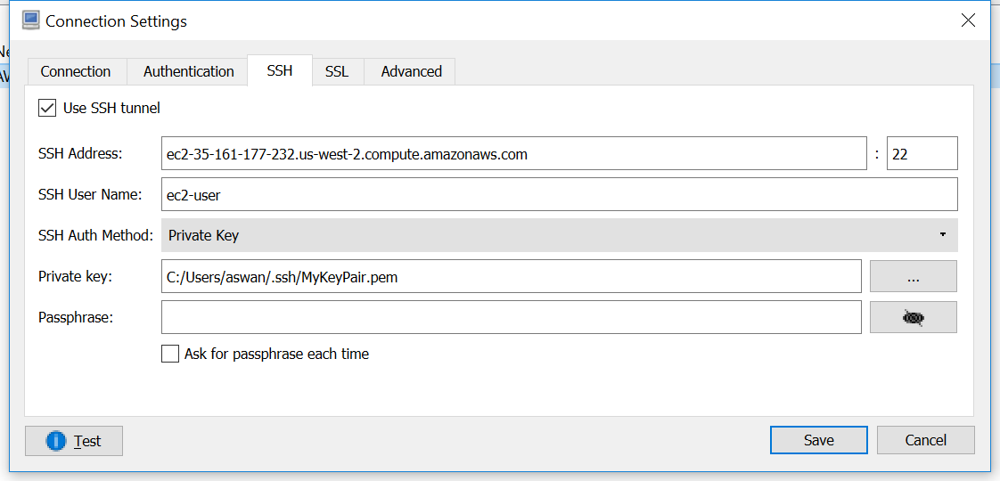 Connection Settings
Connection Authentication SSH SSL Advanced
Use SSH tunnel
SSH Address: ec2-35-161-177-232.us-west-2.compute.amazonaws.com : 22
SSH User Name: ec2-user
SSH Auth Method: Private Key
Private key: C:/Users/aswan/.ssh/MyKeyPair.pem ...
Passphrase:
Ask for passphrase each time
Test Save Cancel